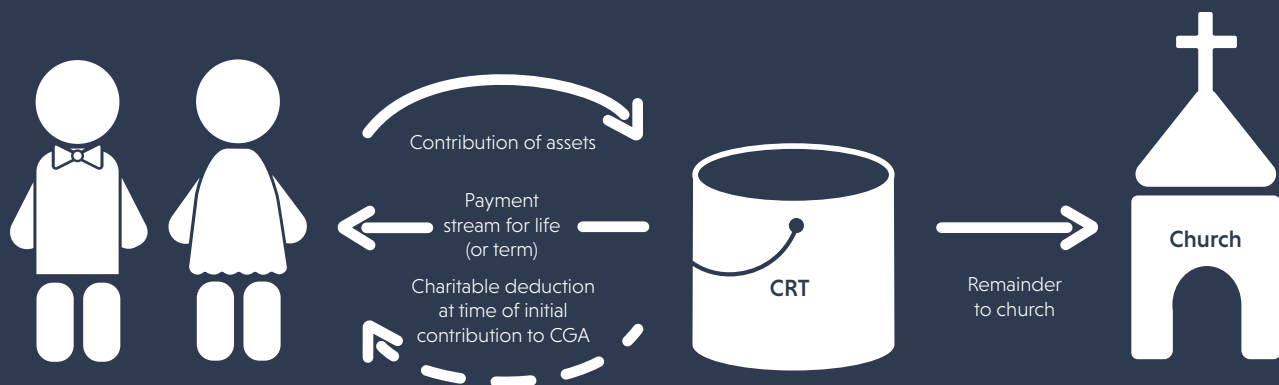 Contribution of assets
Payment
stream for life
(or term)
Charitable deduction
at time of initial
contribution to CGA
CRT
Remainder
to church
Church